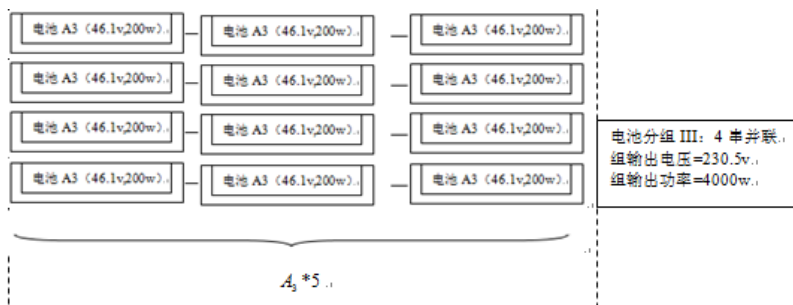 电池 A3（46.1v,200w） 电池 A3（46.1v,200w） 电池 A3（46.1v,200w）
电池 A3（46.1v,200w） 电池 A3（46.1v,200w） 电池 A3（46.1v,200w）
电池 A3（46.1v,200w） 电池 A3（46.1v,200w） 电池 A3（46.1v,200w）
电池 A3（46.1v,200w） 电池 A3（46.1v,200w） 电池 A3（46.1v,200w）
电池分组 III：4 串并联
组输出电压=230.5v
组输出功率=4000w
A₃ *5